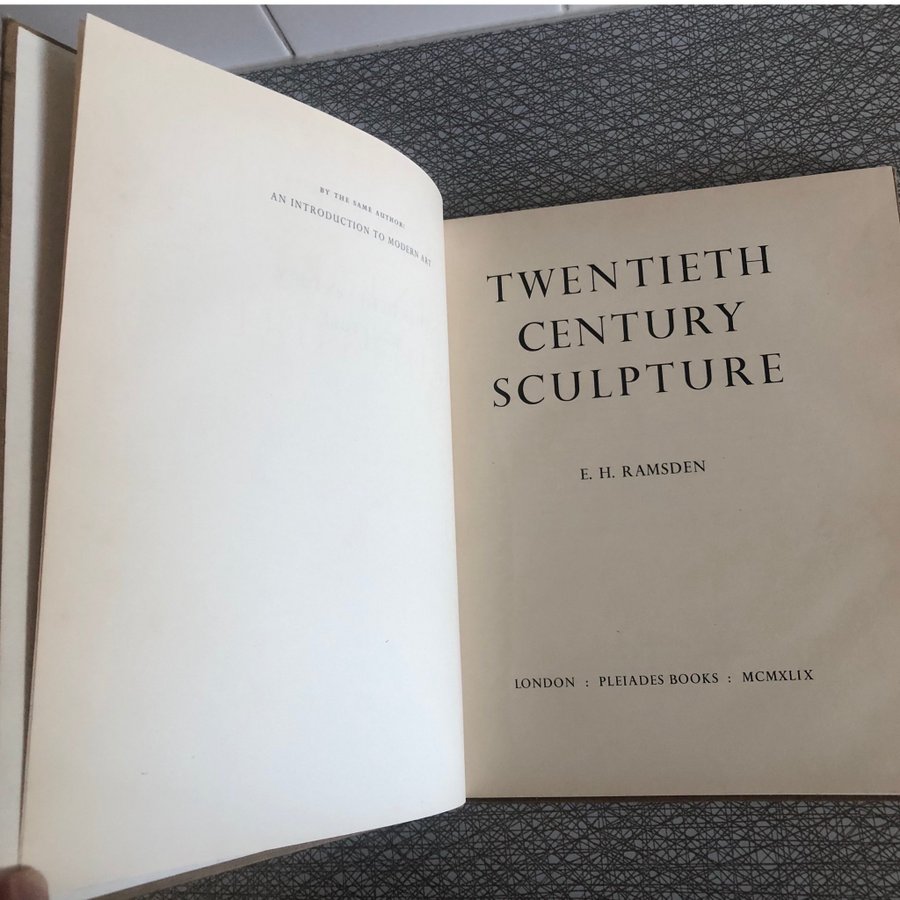 BY THE SAME AUTHOR:
AN INTRODUCTION TO MODERN ART
TWENTIETH
CENTURY
SCULPTURE
E. H. RAMSDEN
LONDON : PLEIADES BOOKS : MCMXLIX